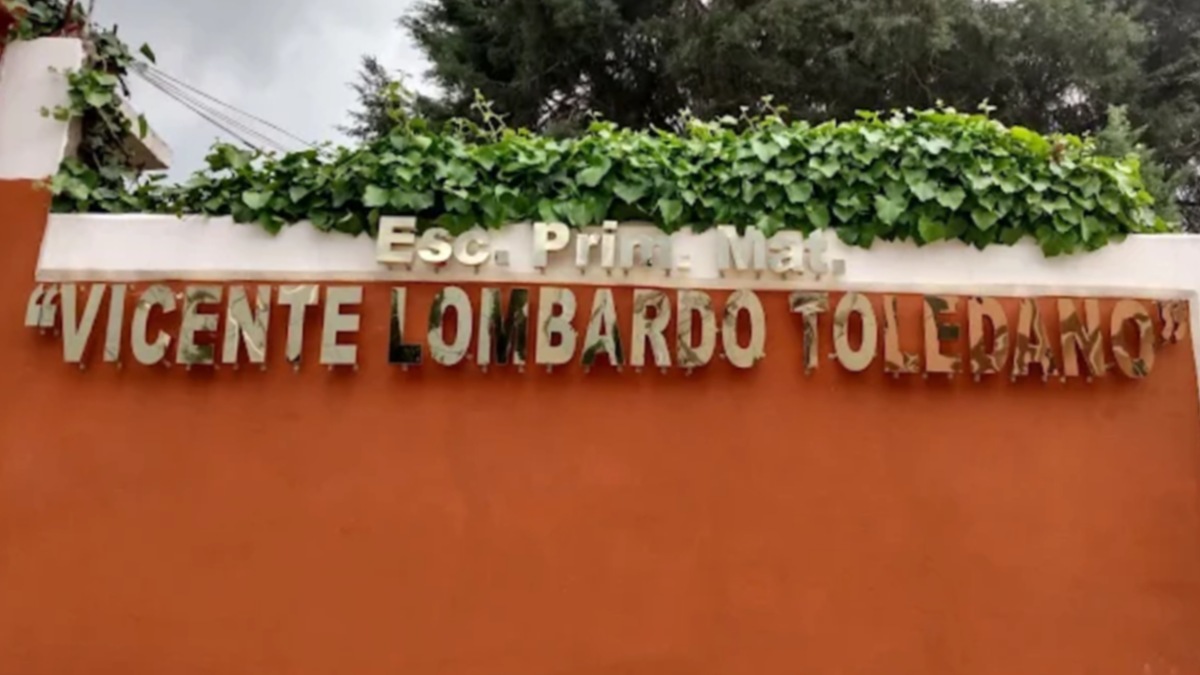 Esc. Prim. Mat.
“VICENTE LOMBARDO TOLEDANO”